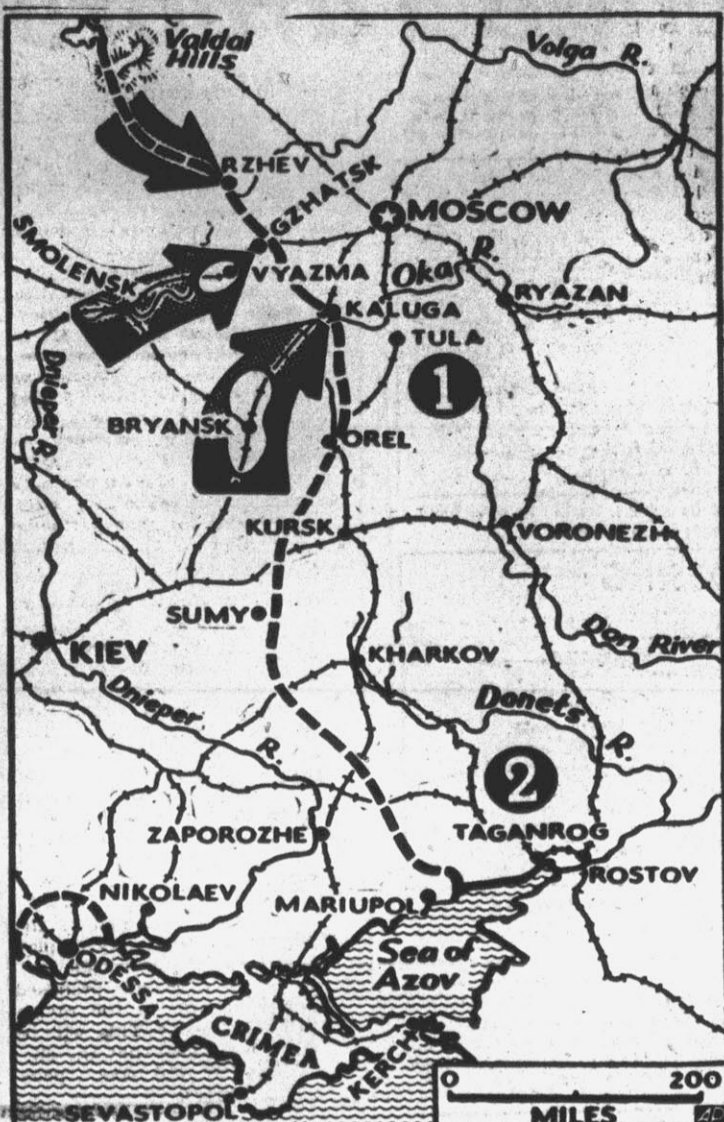 Valdai
Hills
Volga R.
RZHEV
GZHATSK
MOSCOW
SMOLENSK
VYAZMA
Oka R.
RYAZAN
KALUGA
TULA
Dnieper R.
1
BRYANSK
OREL
KURSK
VORONEZH
SUMY
KIEV
KHARKOV
Don River
Dnieper R.
Donets R.
2
ZAPOROZHE
TAGANROG
ROSTOV
NIKOLAEV
MARIUPOL
ODESSA
Sea of
Azov
CRIMEA
KERCH
SEVASTOPOL
0 200
MILES
AP